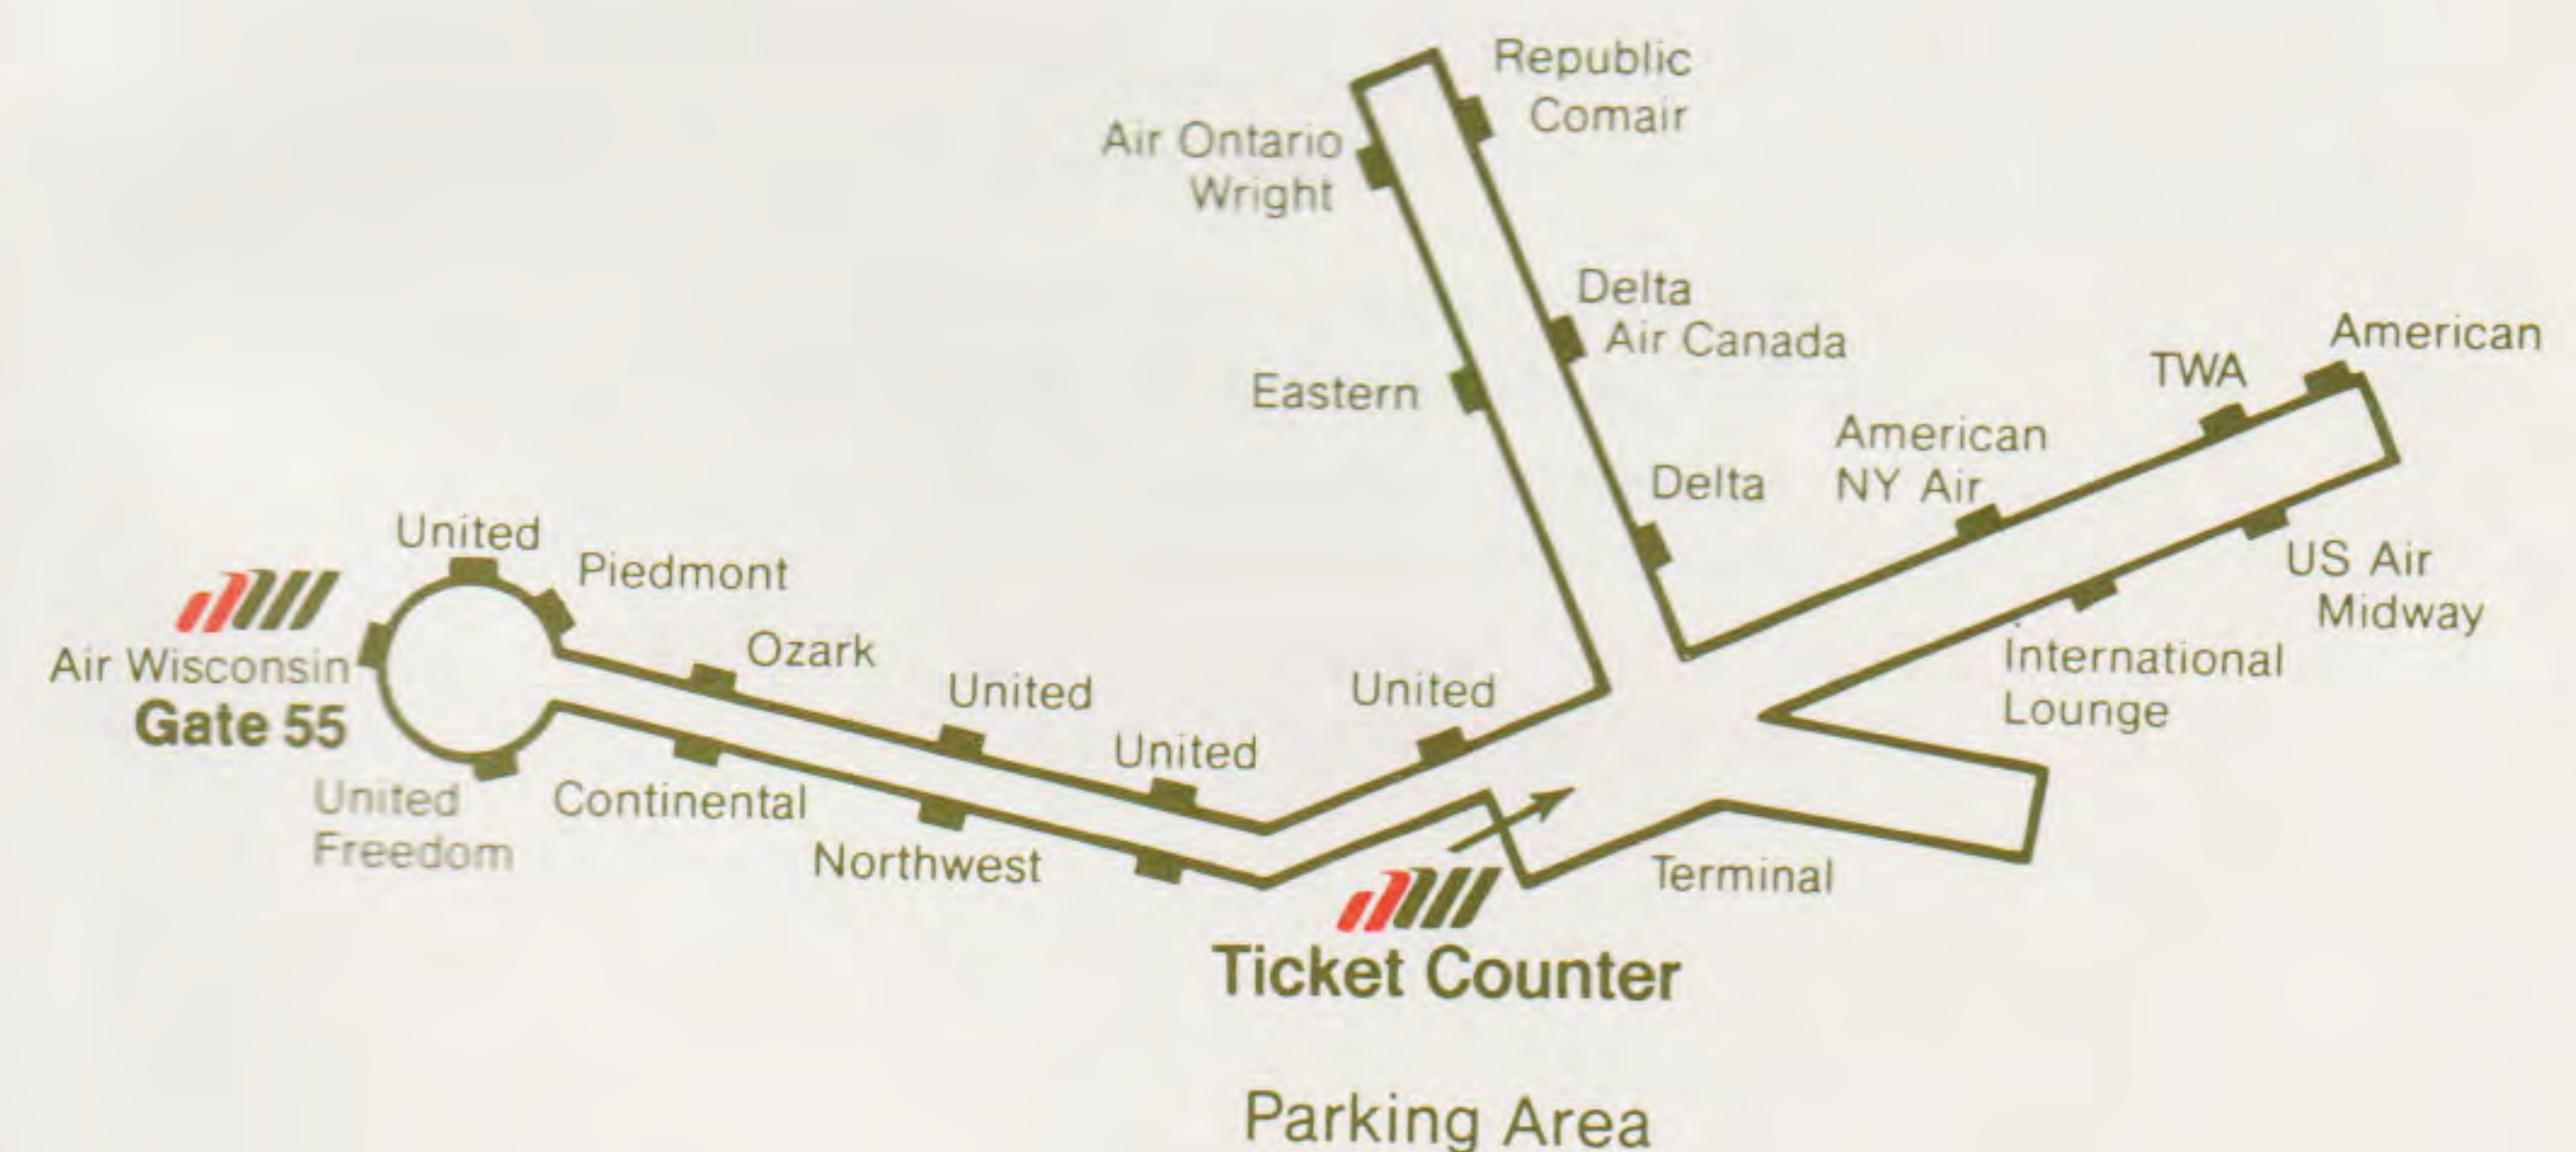 Republic
Comair
Air Ontario
Wright
Delta
Air Canada
Eastern
American
TWA
American
NY Air
Delta
United
Piedmont
US Air
Midway
Air Wisconsin
Gate 55
Ozark
United
United
United
International
Lounge
United
Freedom
Continental
Northwest
Terminal
Ticket Counter
Parking Area